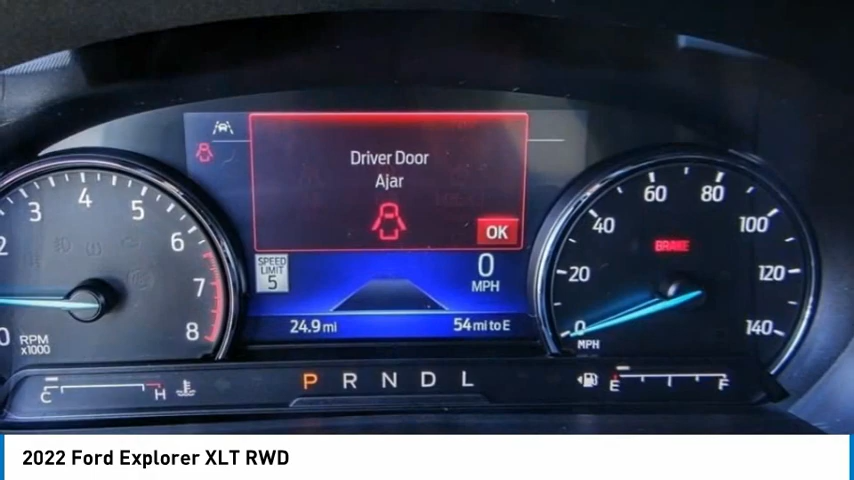 Driver Door
Ajar
OK
SPEED
LIMIT
5
0
MPH
24.9 mi
54 mi to E
2
3
4
5
6
7
8
0
RPM
x1000
0
20
40
60
80
100
120
140
MPH
BRAKE
C
H
P R N D L
E
F
2022 Ford Explorer XLT RWD